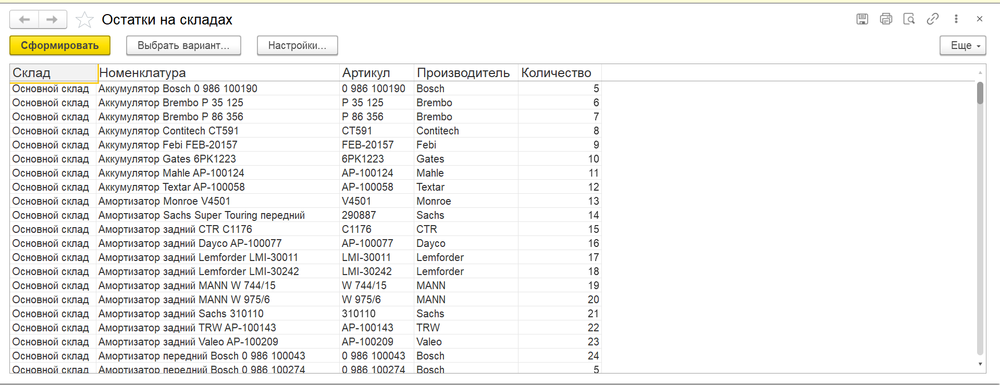 Остатки на складах
Сформировать Выбрать вариант... Настройки... Еще
Склад Номенклатура Артикул Производитель Количество
Основной склад Аккумулятор Bosch 0 986 100190 0 986 100190 Bosch 5
Основной склад Аккумулятор Brembo P 35 125 P 35 125 Brembo 6
Основной склад Аккумулятор Brembo P 86 356 P 86 356 Brembo 7
Основной склад Аккумулятор Contitech CT591 CT591 Contitech 8
Основной склад Аккумулятор Febi FEB-20157 FEB-20157 Febi 9
Основной склад Аккумулятор Gates 6PK1223 6PK1223 Gates 10
Основной склад Аккумулятор Mahle AP-100124 AP-100124 Mahle 11
Основной склад Аккумулятор Textar AP-100058 AP-100058 Textar 12
Основной склад Амортизатор Monroe V4501 V4501 Monroe 13
Основной склад Амортизатор Sachs Super Touring передний 290887 Sachs 14
Основной склад Амортизатор задний CTR C1176 C1176 CTR 15
Основной склад Амортизатор задний Dayco AP-100077 AP-100077 Dayco 16
Основной склад Амортизатор задний Lemforder LMI-30011 LMI-30011 Lemforder 17
Основной склад Амортизатор задний Lemforder LMI-30242 LMI-30242 Lemforder 18
Основной склад Амортизатор задний MANN W 744/15 W 744/15 MANN 19
Основной склад Амортизатор задний MANN W 975/6 W 975/6 MANN 20
Основной склад Амортизатор задний Sachs 310110 310110 Sachs 21
Основной склад Амортизатор задний TRW AP-100143 AP-100143 TRW 22
Основной склад Амортизатор задний Valeo AP-100209 AP-100209 Valeo 23
Основной склад Амортизатор передний Bosch 0 986 100043 0 986 100043 Bosch 24
Основной склад Амортизатор передний Bosch 0 986 100274 0 986 100274 Bosch 5